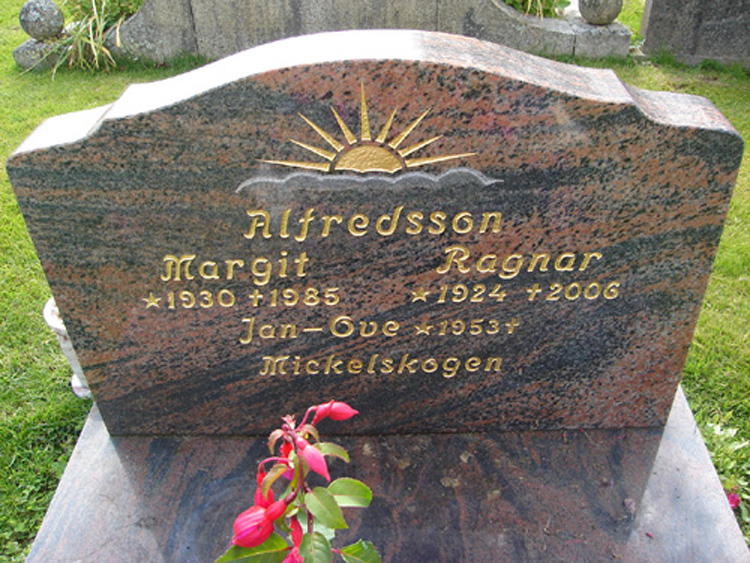 Alfredsson
Margit Ragnar
*1930 †1985 *1924 †2006
Jan-Ove *1953†
Mickelskogen